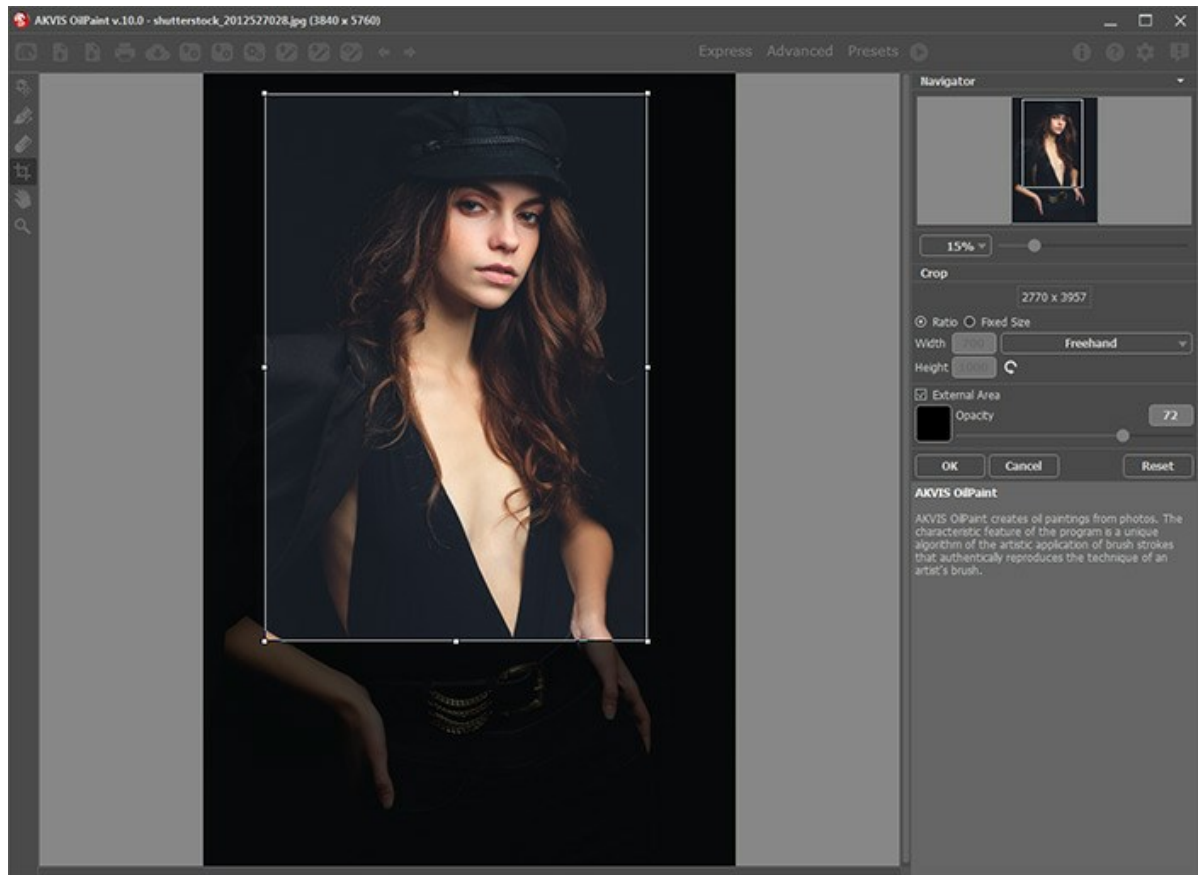 AKVIS OilPaint v.10.0 - shutterstock_2012527028.jpg (3840 x 5760)
Express Advanced Presets
Navigator
15%
Crop
2770 x 3957
Ratio Fixed Size
Width 700 Freehand
Height 1000
External Area
Opacity 72
OK Cancel Reset
AKVIS OilPaint
AKVIS OilPaint creates oil paintings from photos. The
characteristic feature of the program is a unique
algorithm of the artistic application of brush strokes
that authentically reproduces the technique of an
artist's brush.